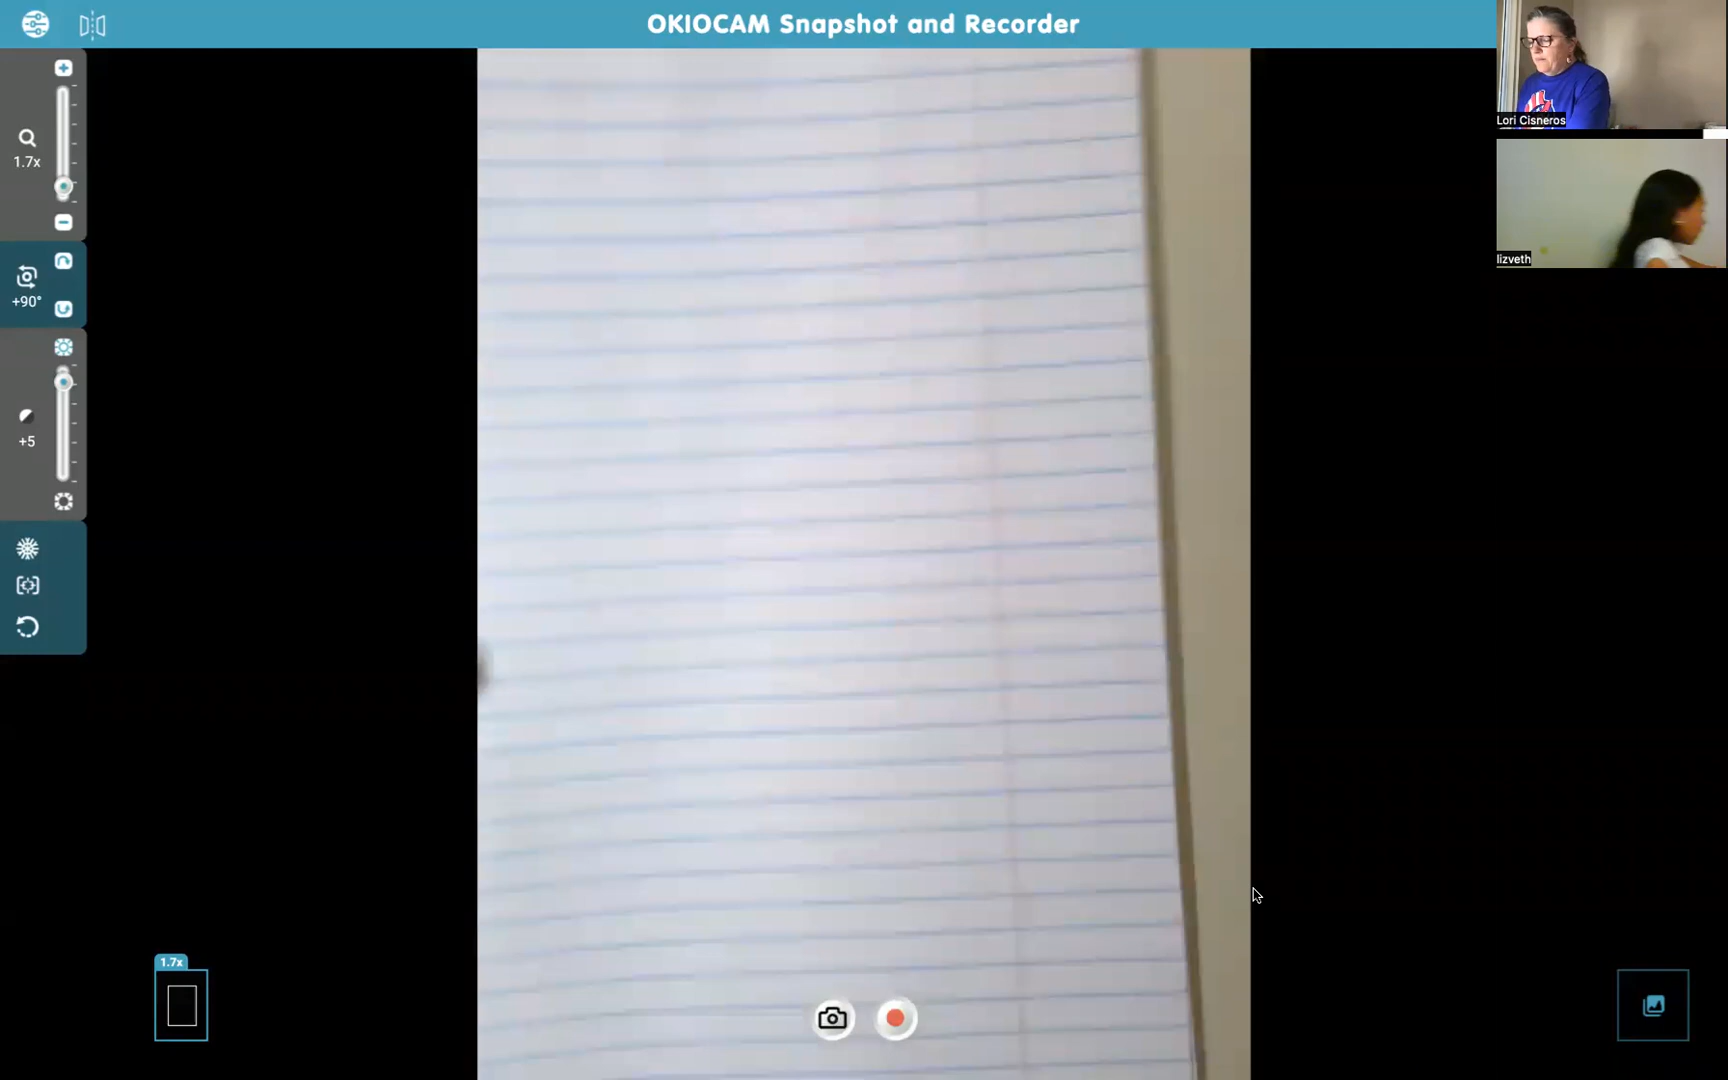 OKIOCAM Snapshot and Recorder
Lori Cisneros
lizveth
1.7x
+90°
+5
1.7x